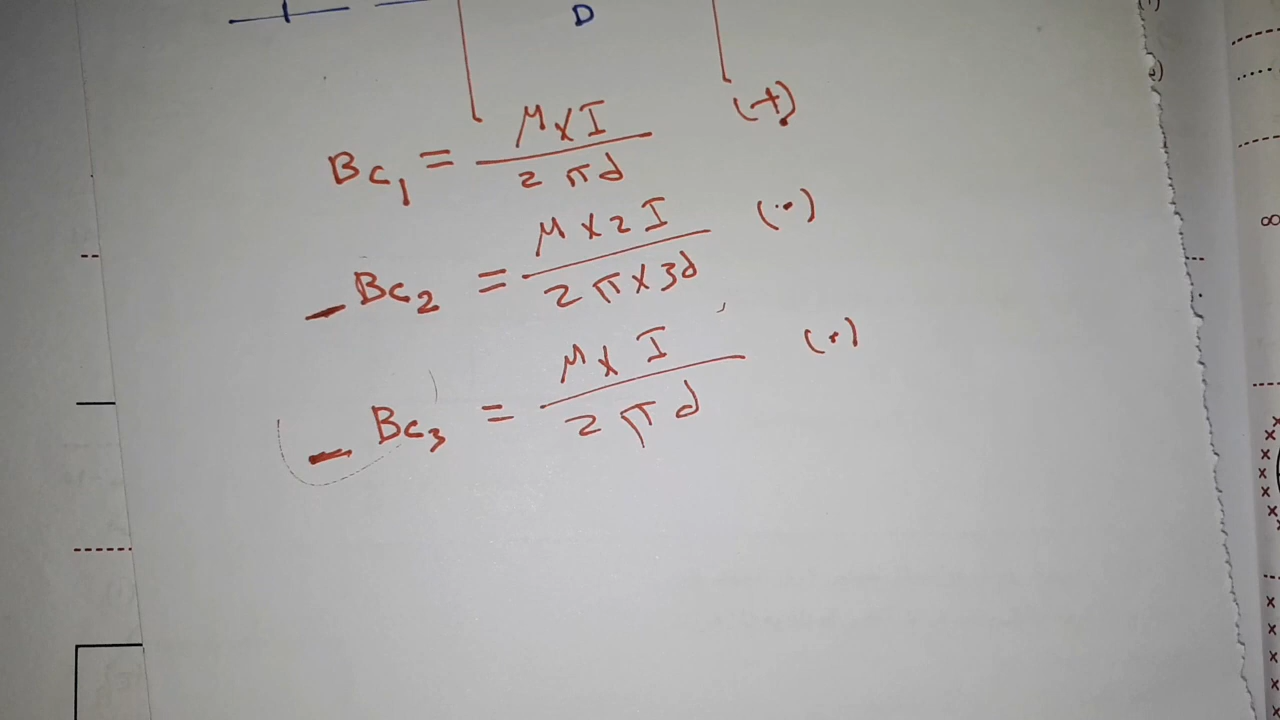 D
Bc₁ = μ×I / 2πd (+)
– Bc₂ = μ×2I / 2π×3d (·)
– Bc₃ = μ×I / 2πd (·)
∞